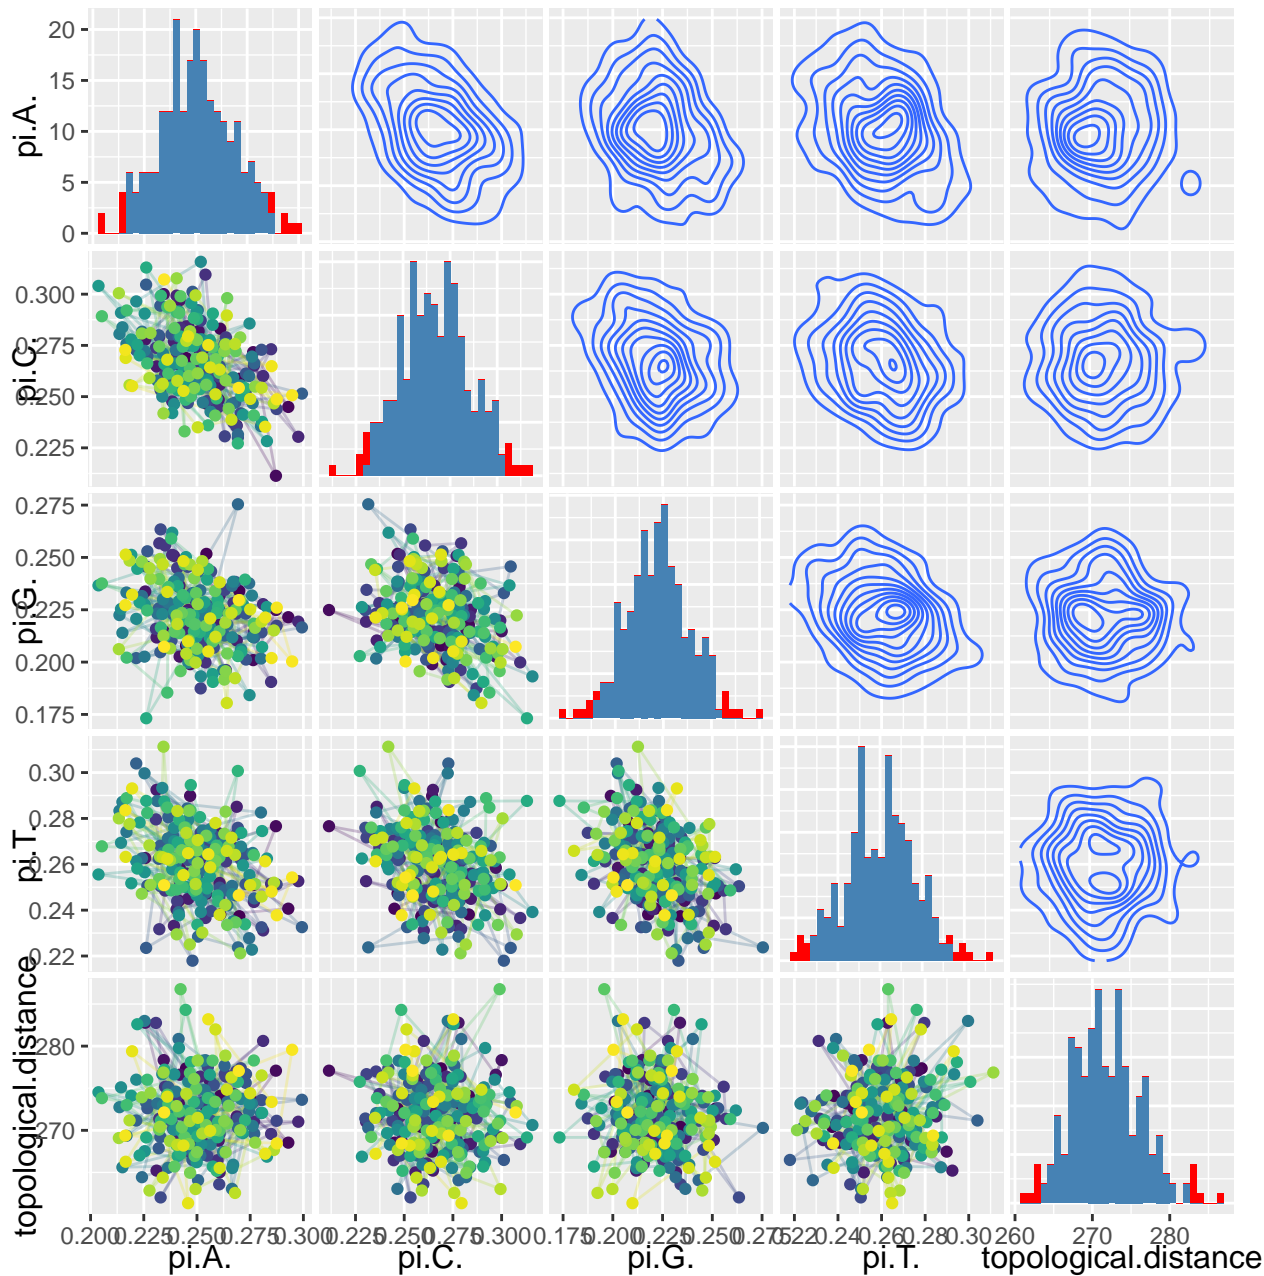 20
15
10
5
0
pi.A.
0.300
0.275
0.250
0.225
pi.C.
0.275
0.250
0.225
0.200
0.175
pi.G.
0.30
0.28
0.26
0.24
0.22
pi.T.
280
270
topological.distance
0.200 0.225 0.250 0.275 0.300
0.225 0.250 0.275 0.300
0.175 0.200 0.225 0.250 0.275
0.22 0.24 0.26 0.28 0.30
260 270 280
pi.A. pi.C. pi.G. pi.T. topological.distance